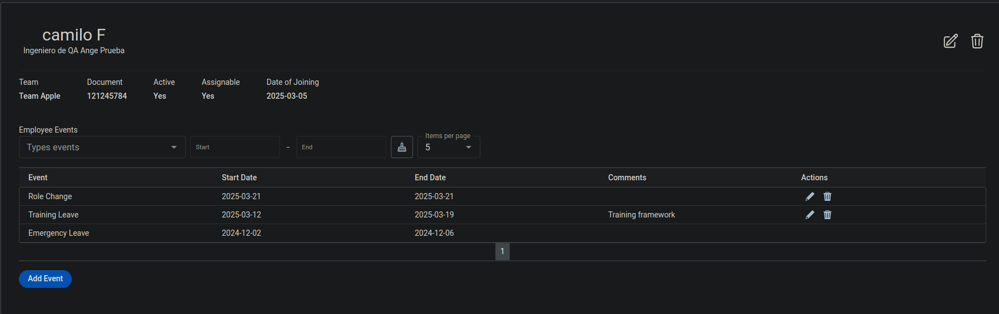 camilo F
Ingeniero de QA Ange Prueba
Team Document Active Assignable Date of Joining
Team Apple 121245784 Yes Yes 2025-03-05
Employee Events
Items per page
Types events Start – End 5
Event Start Date End Date Comments Actions
Role Change 2025-03-21 2025-03-21
Training Leave 2025-03-12 2025-03-19 Training framework
Emergency Leave 2024-12-02 2024-12-06
1
Add Event